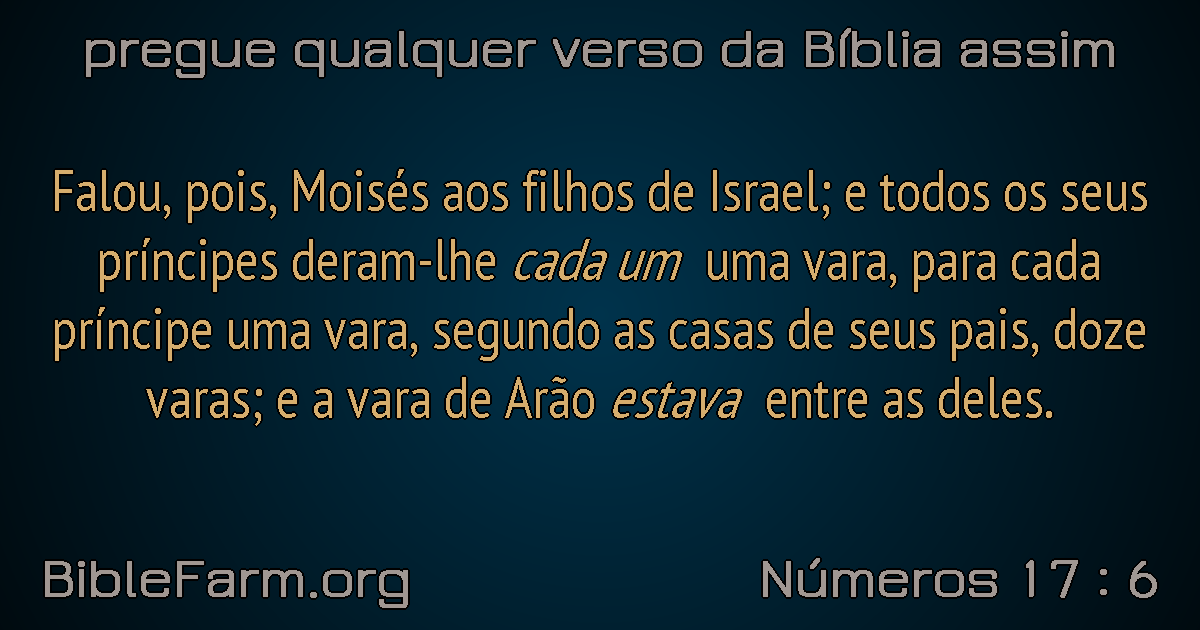 pregue qualquer verso da Bíblia assim
Falou, pois, Moisés aos filhos de Israel; e todos os seus
príncipes deram-lhe cada um uma vara, para cada
príncipe uma vara, segundo as casas de seus pais, doze
varas; e a vara de Arão estava entre as deles.
BibleFarm.org
Números 17 : 6